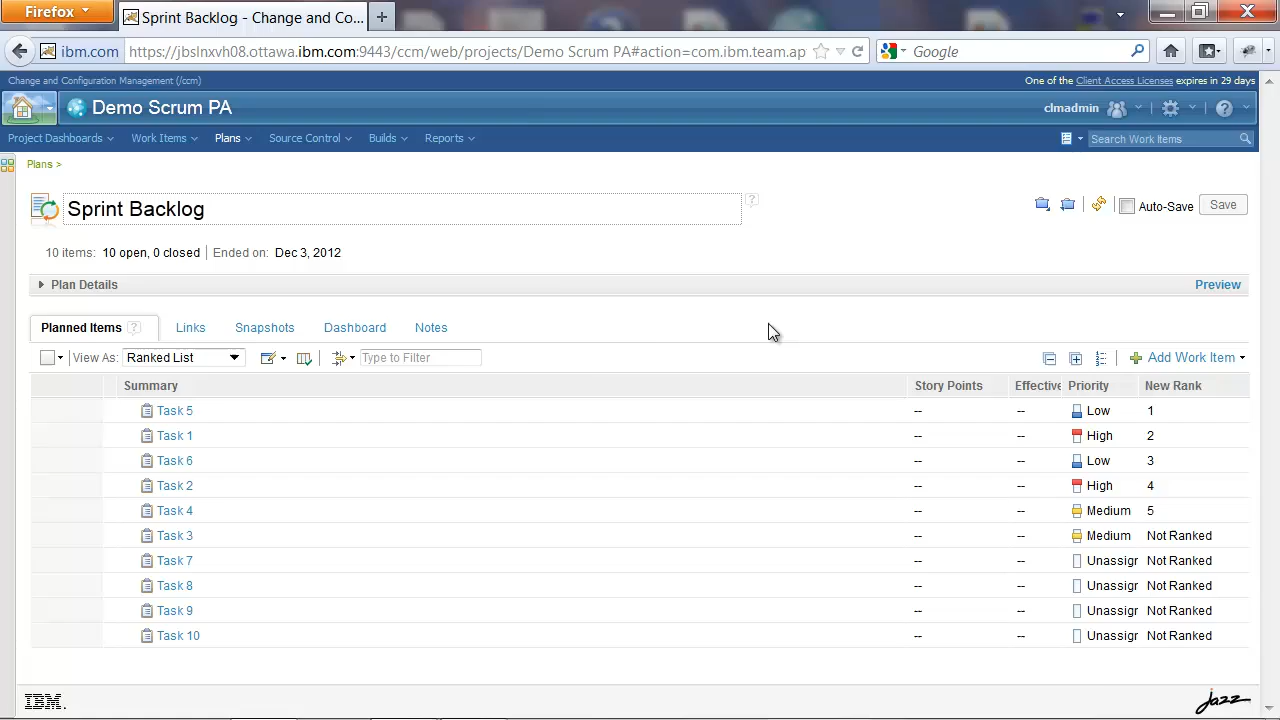 Firefox
Sprint Backlog - Change and Co...
ibm.com https://jbslnxvh08.ottawa.ibm.com:9443/ccm/web/projects/Demo Scrum PA#action=com.ibm.team.ap
Google
Change and Configuration Management (/ccm)
One of the Client Access Licenses expires in 29 days
Demo Scrum PA
clmadmin
Project Dashboards Work Items Plans Source Control Builds Reports
Search Work Items
Plans >
Sprint Backlog ?
Auto-Save Save
10 items: 10 open, 0 closed | Ended on: Dec 3, 2012
Plan Details
Preview
Planned Items ? Links Snapshots Dashboard Notes
View As: Ranked List Type to Filter
Add Work Item
Summary Story Points Effective Priority New Rank
Task 5 -- -- Low 1
Task 1 -- -- High 2
Task 6 -- -- Low 3
Task 2 -- -- High 4
Task 4 -- -- Medium 5
Task 3 -- -- Medium Not Ranked
Task 7 -- -- Unassigr Not Ranked
Task 8 -- -- Unassigr Not Ranked
Task 9 -- -- Unassigr Not Ranked
Task 10 -- -- Unassigr Not Ranked
IBM.
jazz